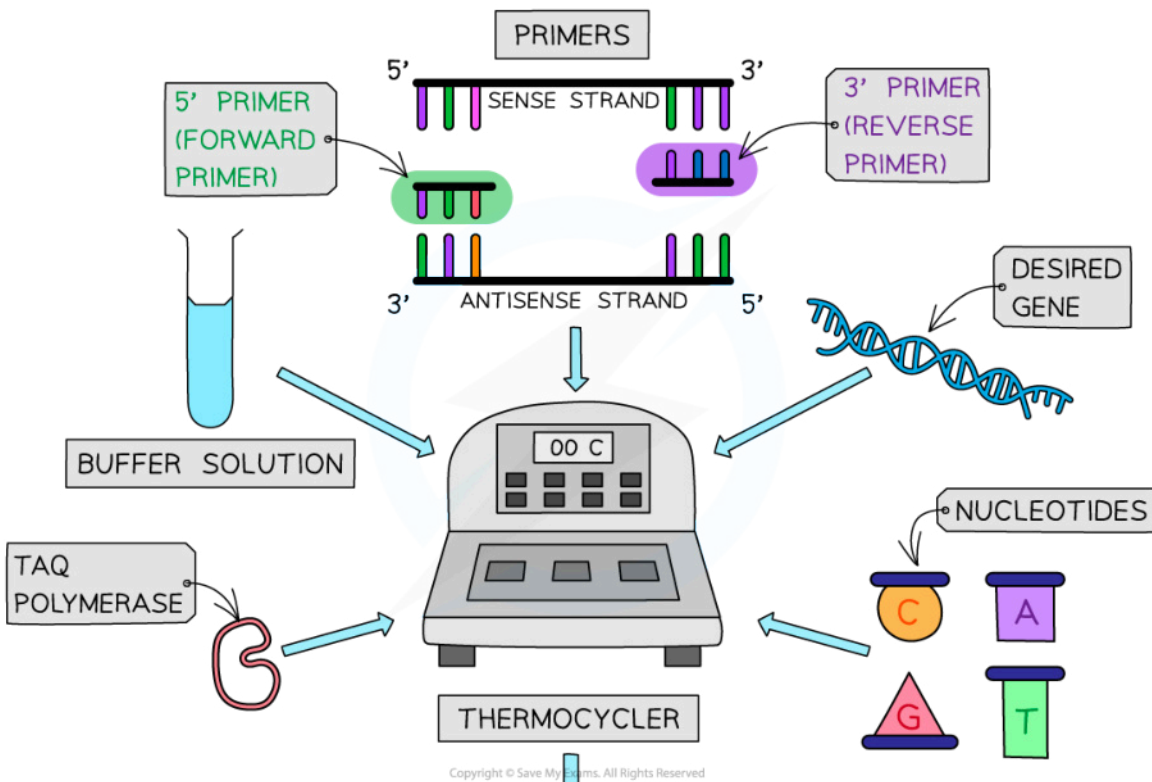 PRIMERS
5’
3’
SENSE STRAND
5’ PRIMER
(FORWARD
PRIMER)
3’ PRIMER
(REVERSE
PRIMER)
3’
ANTISENSE STRAND
5’
DESIRED
GENE
BUFFER SOLUTION
00 C
NUCLEOTIDES
TAQ
POLYMERASE
C
A
G
T
THERMOCYCLER
Copyright © Save My Exams. All Rights Reserved